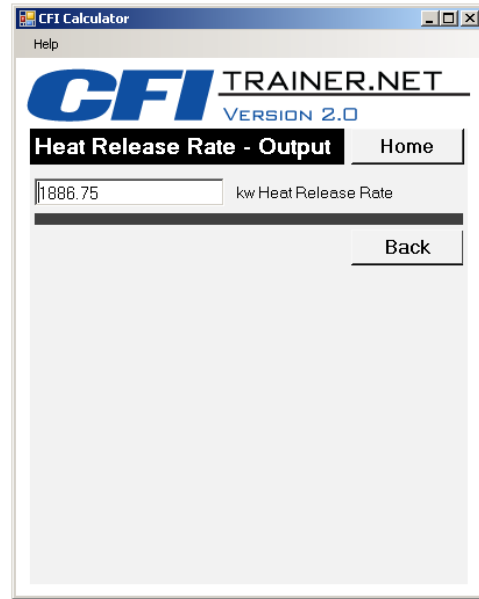 CFI Calculator
Help
CFI TRAINER.NET
VERSION 2.0
Heat Release Rate - Output Home
1886.75 kw Heat Release Rate
Back